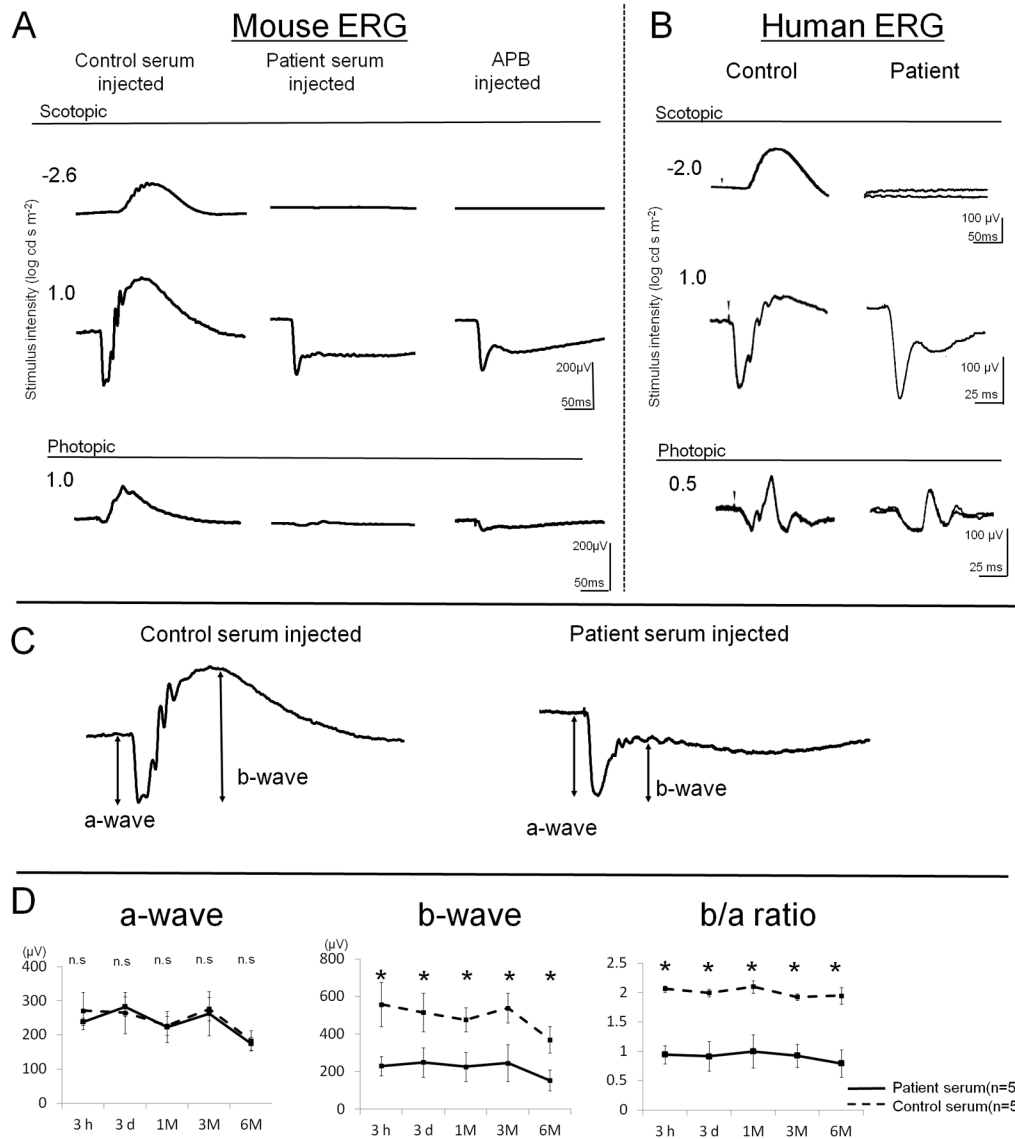 A
Mouse ERG
Control serum injected
Patient serum injected
APB injected
Scotopic
-2.6
1.0
Stimulus intensity (log cd s m-2)
200μV
50ms
Photopic
1.0
200μV
50ms
B
Human ERG
Control
Patient
Scotopic
-2.0
100 μV
50ms
1.0
Stimulus intensity (log cd s m-2)
100 μV
25 ms
Photopic
0.5
100 μV
25 ms
C
Control serum injected
Patient serum injected
a-wave
b-wave
a-wave
b-wave
D
a-wave
(μV)
n.s n.s n.s n.s n.s
400
300
200
100
0
3 h 3 d 1M 3M 6M
b-wave
(μV)
* * * * *
800
600
400
200
0
3 h 3 d 1M 3M 6M
b/a ratio
* * * * *
2.5
2
1.5
1
0.5
0
3 h 3 d 1M 3M 6M
Patient serum(n=5
Control serum(n=5